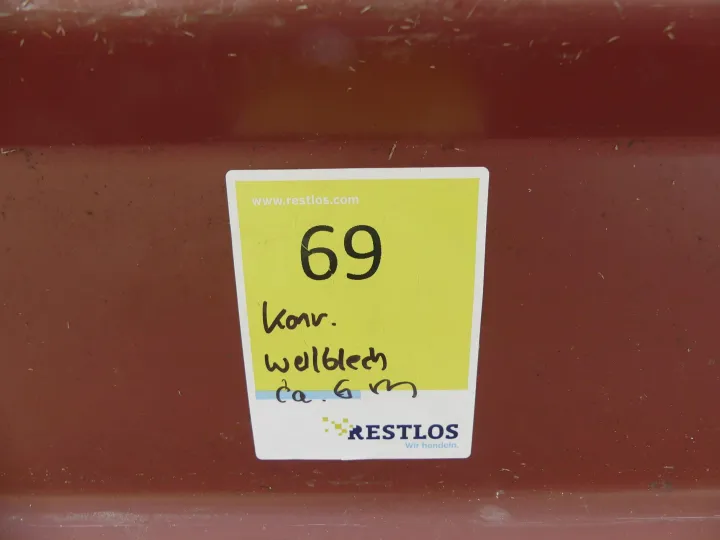 www.restlos.com
69
Konv.
Wellblech
ca. 6 m
RESTLOS
Wir handeln.